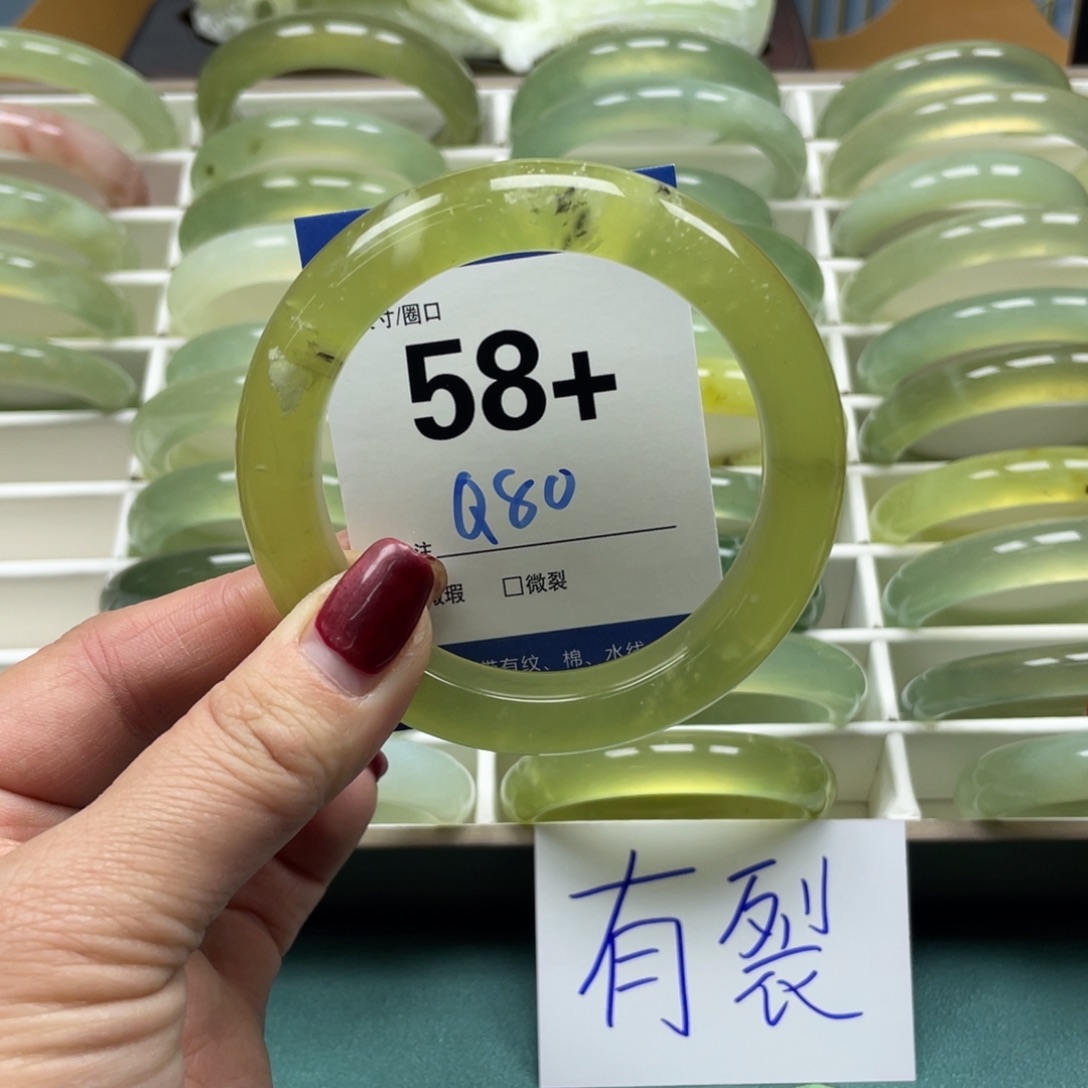 寸/圈口
58+
Q80
注
瑕 □微裂
有纹、棉、水线
有裂